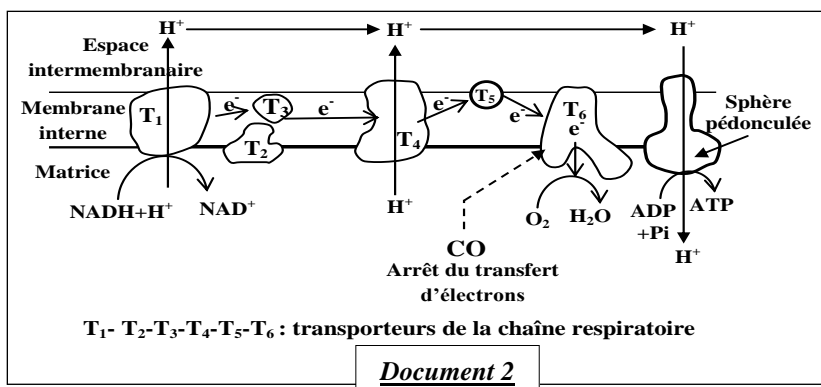 H⁺ H⁺ H⁺
Espace
intermembranaire
Membrane
interne
Matrice
T₁
e⁻
T₃
T₂
e⁻
T₄
e⁻
T₅
e⁻
T₆
e⁻
Sphère
pédonculée
NADH+H⁺ NAD⁺
H⁺
O₂ H₂O
ADP
+Pi
ATP
H⁺
CO
Arrêt du transfert
d'électrons
T₁- T₂-T₃-T₄-T₅-T₆ : transporteurs de la chaîne respiratoire
Document 2